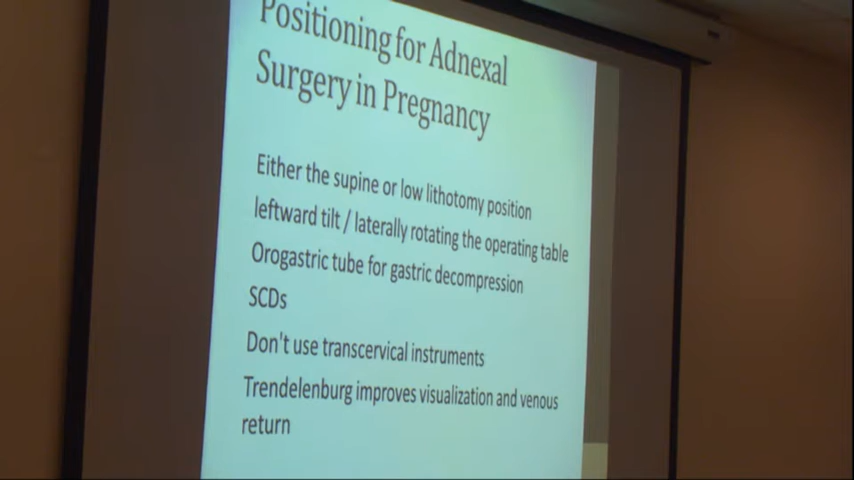 Positioning for Adnexal
Surgery in Pregnancy
Either the supine or low lithotomy position
leftward tilt / laterally rotating the operating table
Orogastric tube for gastric decompression
SCDs
Don't use transcervical instruments
Trendelenburg improves visualization and venous
return